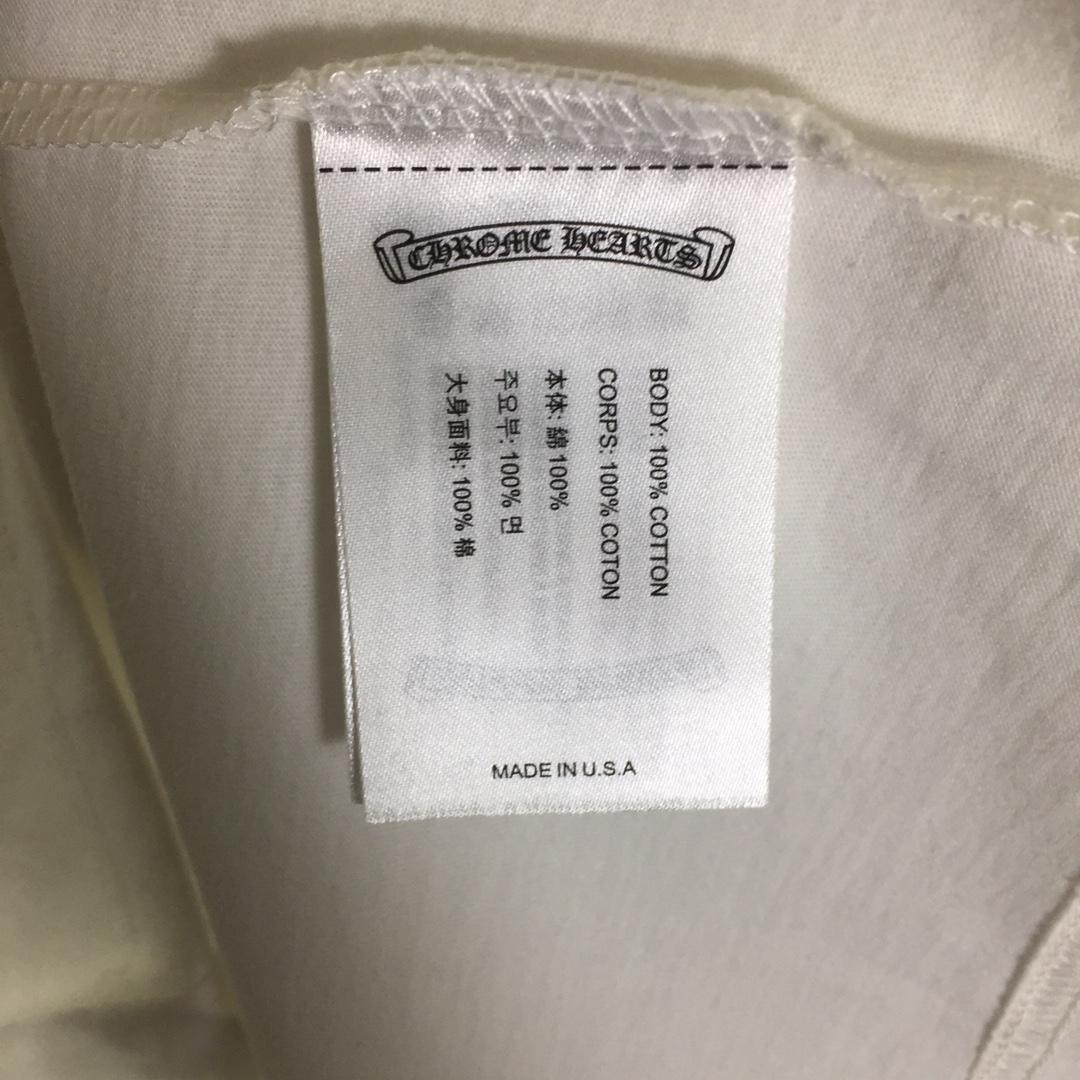 CHROME HEARTS
BODY: 100% COTTON
CORPS: 100% COTON
本体: 綿 100%
주요부: 100% 면
大身面料: 100% 棉
MADE IN U.S.A